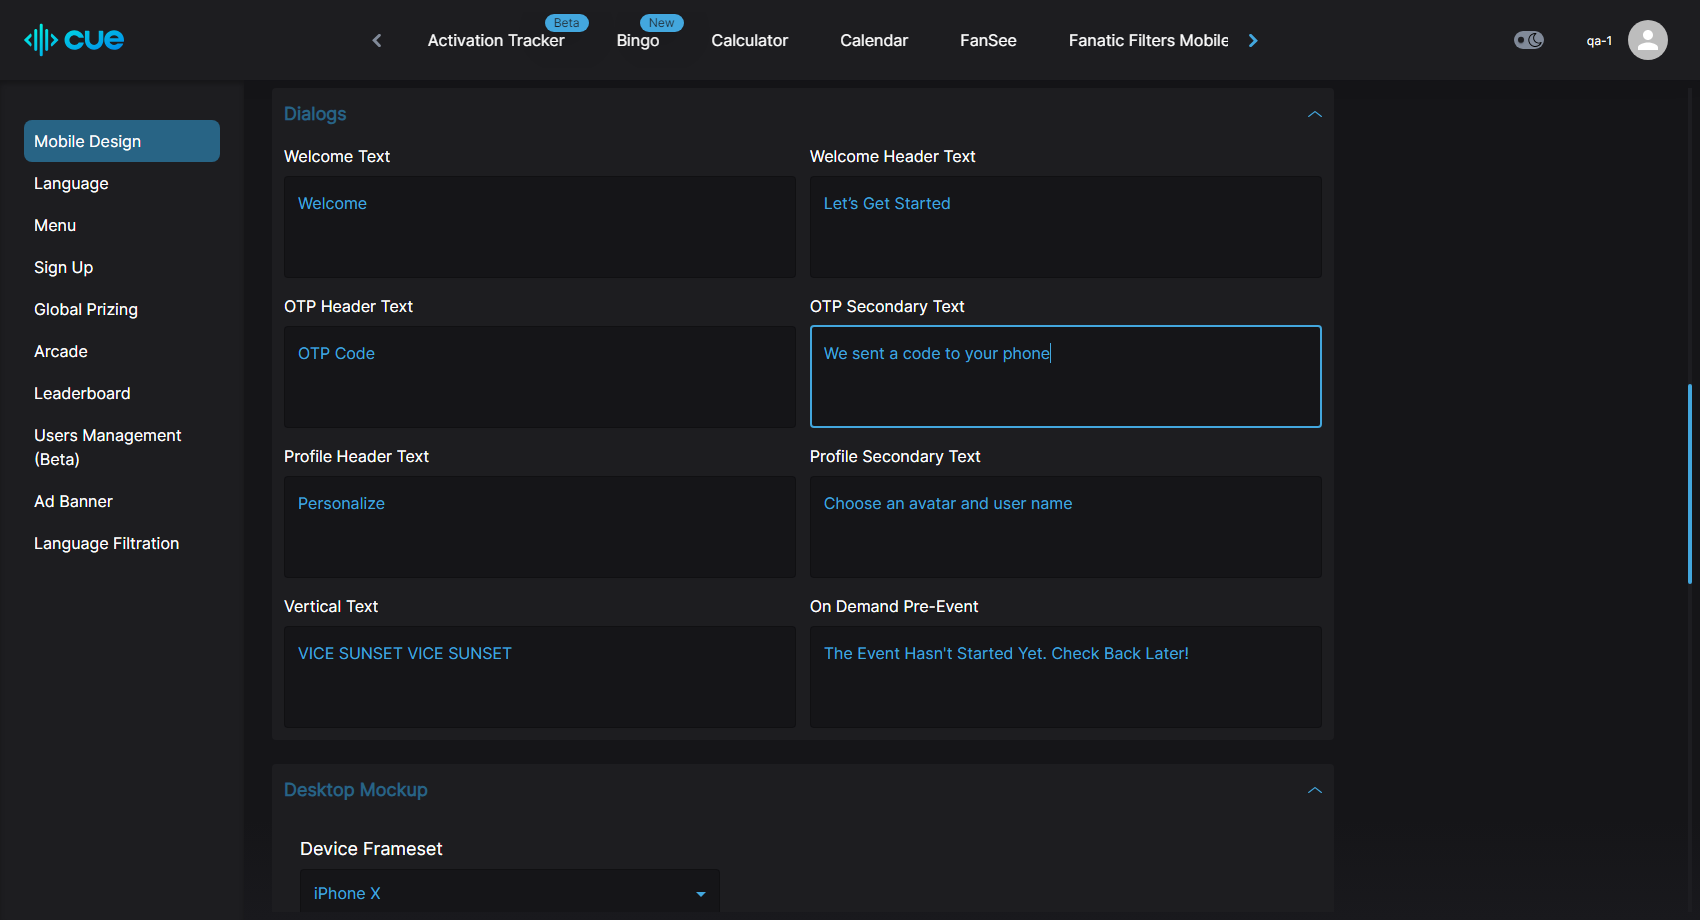 cue
Activation Tracker
Beta
Bingo
New
Calculator
Calendar
FanSee
Fanatic Filters Mobile
qa-1
Mobile Design
Language
Menu
Sign Up
Global Prizing
Arcade
Leaderboard
Users Management
(Beta)
Ad Banner
Language Filtration
Dialogs
Welcome Text
Welcome
Welcome Header Text
Let’s Get Started
OTP Header Text
OTP Code
OTP Secondary Text
We sent a code to your phone
Profile Header Text
Personalize
Profile Secondary Text
Choose an avatar and user name
Vertical Text
VICE SUNSET VICE SUNSET
On Demand Pre-Event
The Event Hasn't Started Yet. Check Back Later!
Desktop Mockup
Device Frameset
iPhone X